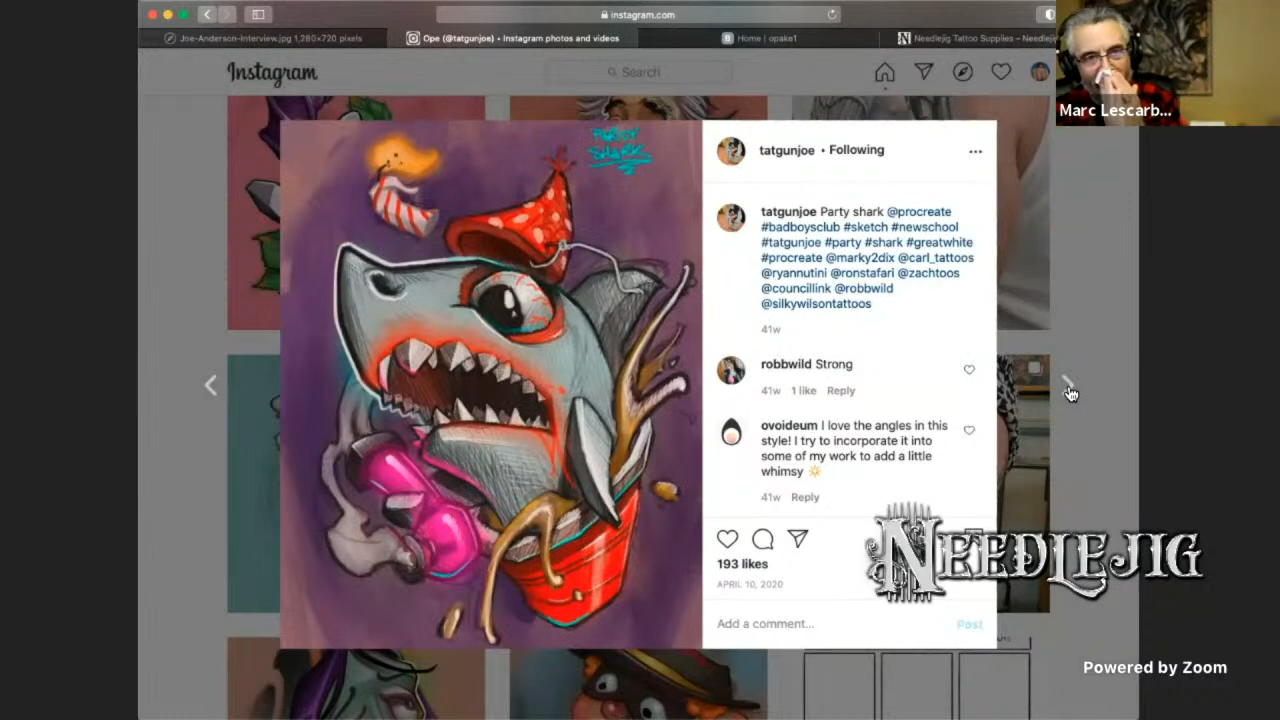 instagram.com
Joe-Anderson-Interview.jpg 1,280×720 pixels
Ope (@tatgunjoe) • Instagram photos and videos
B Home | opake1
N Needlejig Tattoo Supplies – Needlejig
Instagram
Search
Marc Lescarb...
PARTY
SHARK
tatgunjoe • Following
tatgunjoe Party shark @procreate
#badboysclub #sketch #newschool
#tatgunjoe #party #shark #greatwhite
#procreate @marky2dix @carl_tattoos
@ryannutini @ronstafari @zachtoos
@councillink @robbwild
@silkywilsontattoos
41w
robbwild Strong
41w 1 like Reply
ovoideum I love the angles in this
style! I try to incorporate it into
some of my work to add a little
whimsy
41w Reply
193 likes
APRIL 10, 2020
Add a comment...
Post
NEEDLEJIG
Powered by Zoom